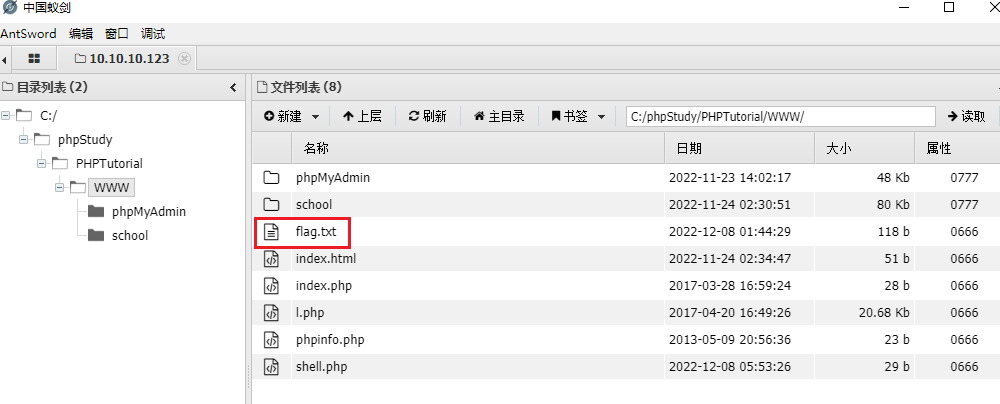 中国蚁剑
AntSword 编辑 窗口 调试
10.10.10.123
目录列表 (2)
文件列表 (8)
新建 上层 刷新 主目录 书签 C:/phpStudy/PHPTutorial/WWW/ 读取
名称 日期 大小 属性
C:/
phpStudy
PHPTutorial
WWW
phpMyAdmin
school
phpMyAdmin 2022-11-23 14:02:17 48 Kb 0777
school 2022-11-24 02:30:51 80 Kb 0777
flag.txt 2022-12-08 01:44:29 118 b 0666
index.html 2022-11-24 02:34:47 51 b 0666
index.php 2017-03-28 16:59:24 28 b 0666
l.php 2017-04-20 16:49:26 20.68 Kb 0666
phpinfo.php 2013-05-09 20:56:36 23 b 0666
shell.php 2022-12-08 05:53:26 29 b 0666